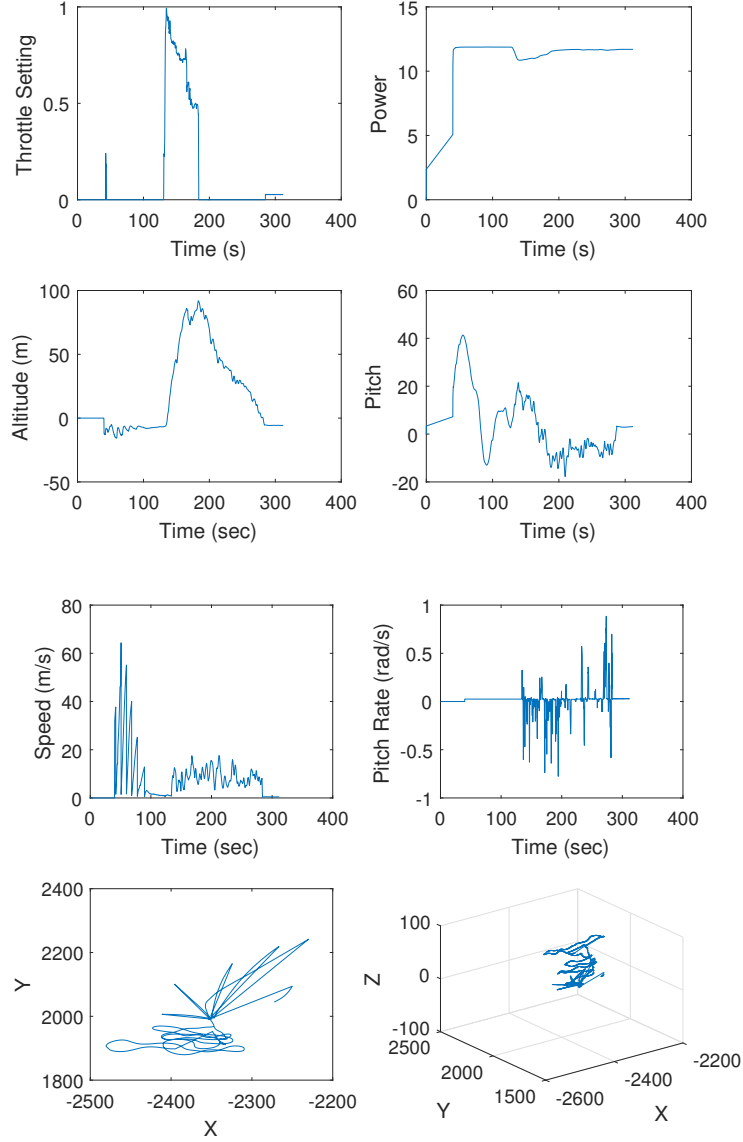 Throttle Setting
1
0.5
0
0 100 200 300 400
Time (s)
Power
15
10
5
0
0 100 200 300 400
Time (s)
Altitude (m)
100
50
0
-50
0 100 200 300 400
Time (sec)
Pitch
60
40
20
0
-20
0 100 200 300 400
Time (s)
Speed (m/s)
80
60
40
20
0
0 100 200 300 400
Time (sec)
Pitch Rate (rad/s)
1
0.5
0
-0.5
-1
0 100 200 300 400
Time (sec)
Y
2400
2200
2000
1800
-2500 -2400 -2300 -2200
X
Z
100
0
-100
2500
2000
1500
Y
-2600
-2400
-2200
X